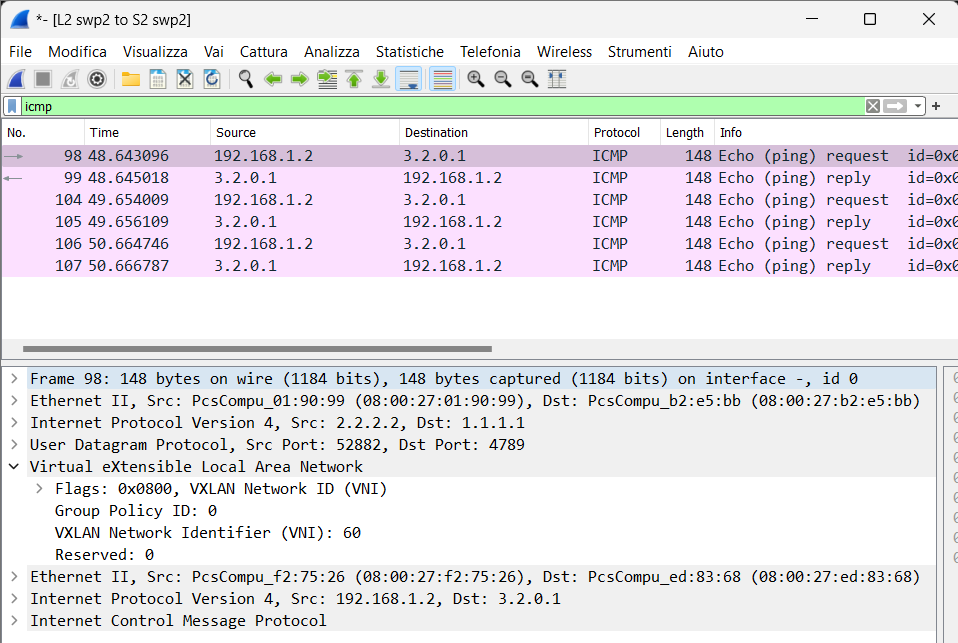 *- [L2 swp2 to S2 swp2]
File Modifica Visualizza Vai Cattura Analizza Statistiche Telefonia Wireless Strumenti Aiuto
icmp
No. Time Source Destination Protocol Length Info
98 48.643096 192.168.1.2 3.2.0.1 ICMP 148 Echo (ping) request id=0x0
99 48.645018 3.2.0.1 192.168.1.2 ICMP 148 Echo (ping) reply id=0x0
104 49.654009 192.168.1.2 3.2.0.1 ICMP 148 Echo (ping) request id=0x0
105 49.656109 3.2.0.1 192.168.1.2 ICMP 148 Echo (ping) reply id=0x0
106 50.664746 192.168.1.2 3.2.0.1 ICMP 148 Echo (ping) request id=0x0
107 50.666787 3.2.0.1 192.168.1.2 ICMP 148 Echo (ping) reply id=0x0
Frame 98: 148 bytes on wire (1184 bits), 148 bytes captured (1184 bits) on interface -, id 0
Ethernet II, Src: PcsCompu_01:90:99 (08:00:27:01:90:99), Dst: PcsCompu_b2:e5:bb (08:00:27:b2:e5:bb)
Internet Protocol Version 4, Src: 2.2.2.2, Dst: 1.1.1.1
User Datagram Protocol, Src Port: 52882, Dst Port: 4789
Virtual eXtensible Local Area Network
Flags: 0x0800, VXLAN Network ID (VNI)
Group Policy ID: 0
VXLAN Network Identifier (VNI): 60
Reserved: 0
Ethernet II, Src: PcsCompu_f2:75:26 (08:00:27:f2:75:26), Dst: PcsCompu_ed:83:68 (08:00:27:ed:83:68)
Internet Protocol Version 4, Src: 192.168.1.2, Dst: 3.2.0.1
Internet Control Message Protocol